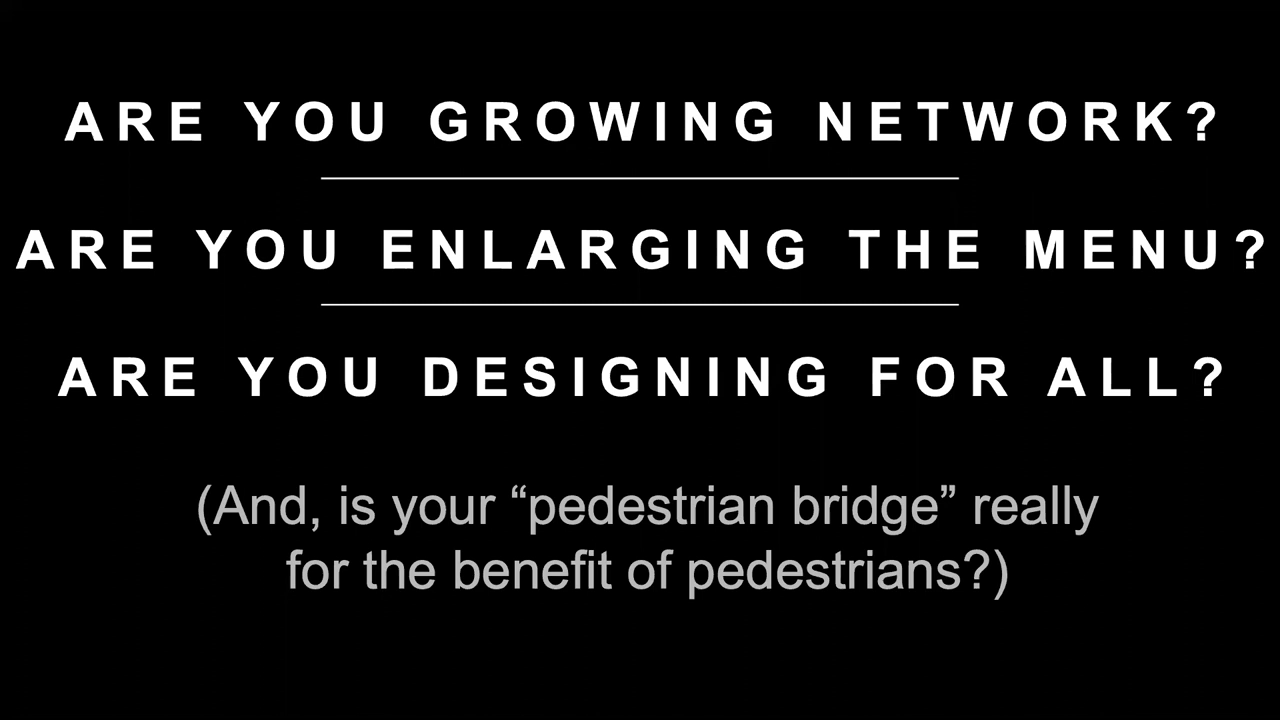 ARE YOU GROWING NETWORK?
ARE YOU ENLARGING THE MENU?
ARE YOU DESIGNING FOR ALL?
(And, is your “pedestrian bridge” really
for the benefit of pedestrians?)